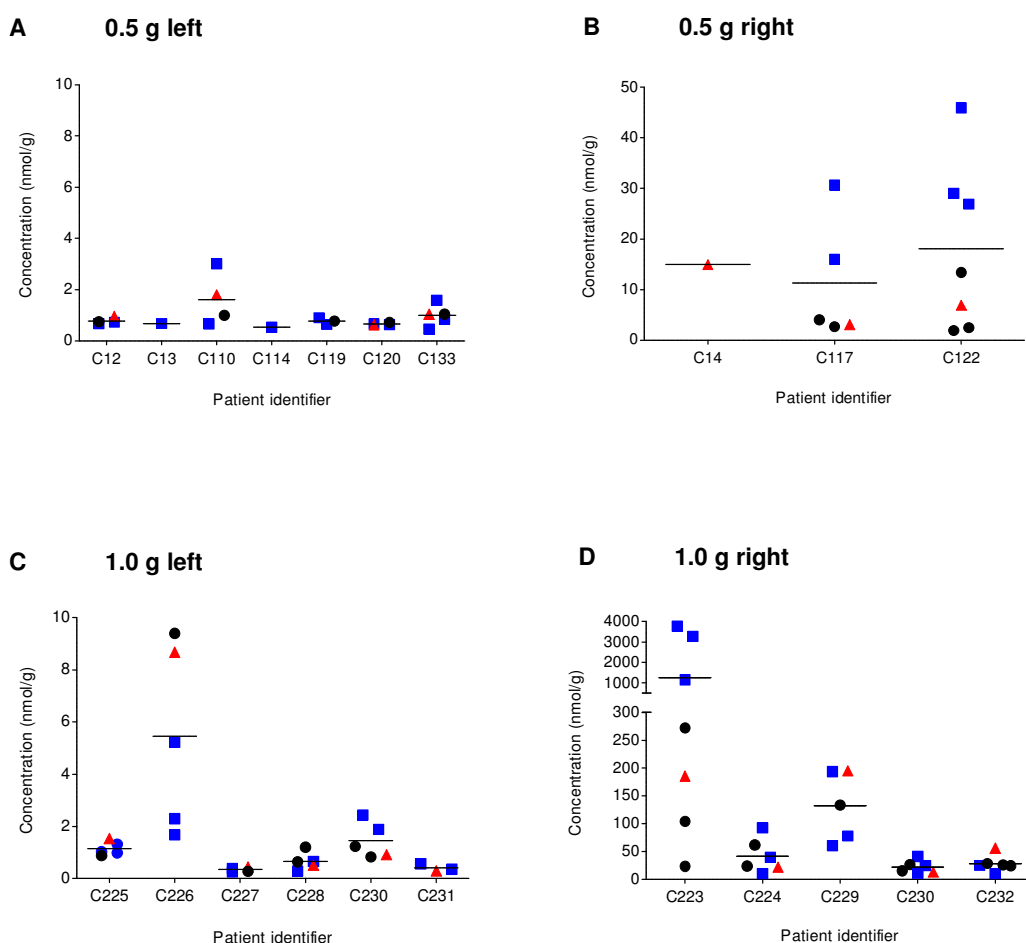 A 0.5 g left
Concentration (nmol/g)
10
8
6
4
2
0
C12 C13 C110 C114 C119 C120 C133
Patient identifier
B 0.5 g right
Concentration (nmol/g)
50
40
30
20
10
0
C14 C117 C122
Patient identifier
C 1.0 g left
Concentration (nmol/g)
10
8
6
4
2
0
C225 C226 C227 C228 C230 C231
Patient identifier
D 1.0 g right
Concentration (nmol/g)
4000
3000
2000
1000
300
250
200
150
100
50
0
C223 C224 C229 C230 C232
Patient identifier